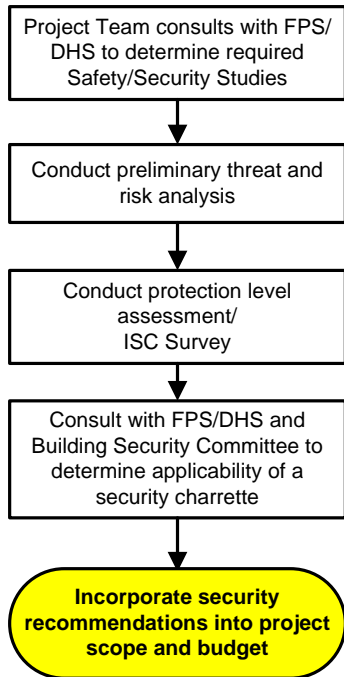 Project Team consults with FPS/
DHS to determine required
Safety/Security Studies
Conduct preliminary threat and
risk analysis
Conduct protection level
assessment/
ISC Survey
Consult with FPS/DHS and
Building Security Committee to
determine applicability of a
security charrette
Incorporate security
recommendations into project
scope and budget